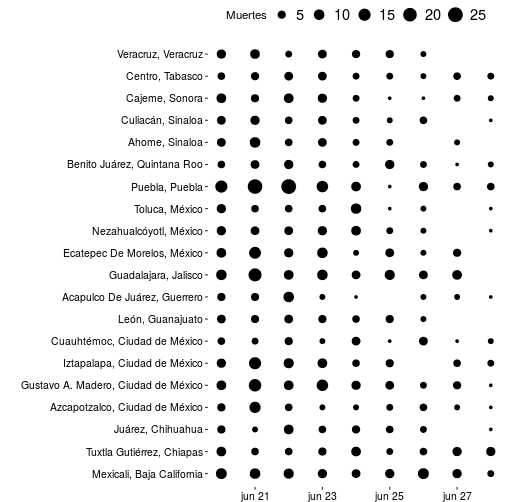 Muertes 5 10 15 20 25
Veracruz, Veracruz
Centro, Tabasco
Cajeme, Sonora
Culiacán, Sinaloa
Ahome, Sinaloa
Benito Juárez, Quintana Roo
Puebla, Puebla
Toluca, México
Nezahualcóyotl, México
Ecatepec De Morelos, México
Guadalajara, Jalisco
Acapulco De Juárez, Guerrero
León, Guanajuato
Cuauhtémoc, Ciudad de México
Iztapalapa, Ciudad de México
Gustavo A. Madero, Ciudad de México
Azcapotzalco, Ciudad de México
Juárez, Chihuahua
Tuxtla Gutiérrez, Chiapas
Mexicali, Baja California
jun 21 jun 23 jun 25 jun 27